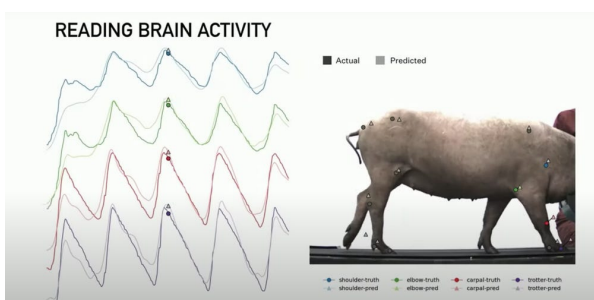 READING BRAIN ACTIVITY
Actual Predicted
shoulder-truth elbow-truth carpal-truth trotter-truth
shoulder-pred elbow-pred carpal-pred trotter-pred